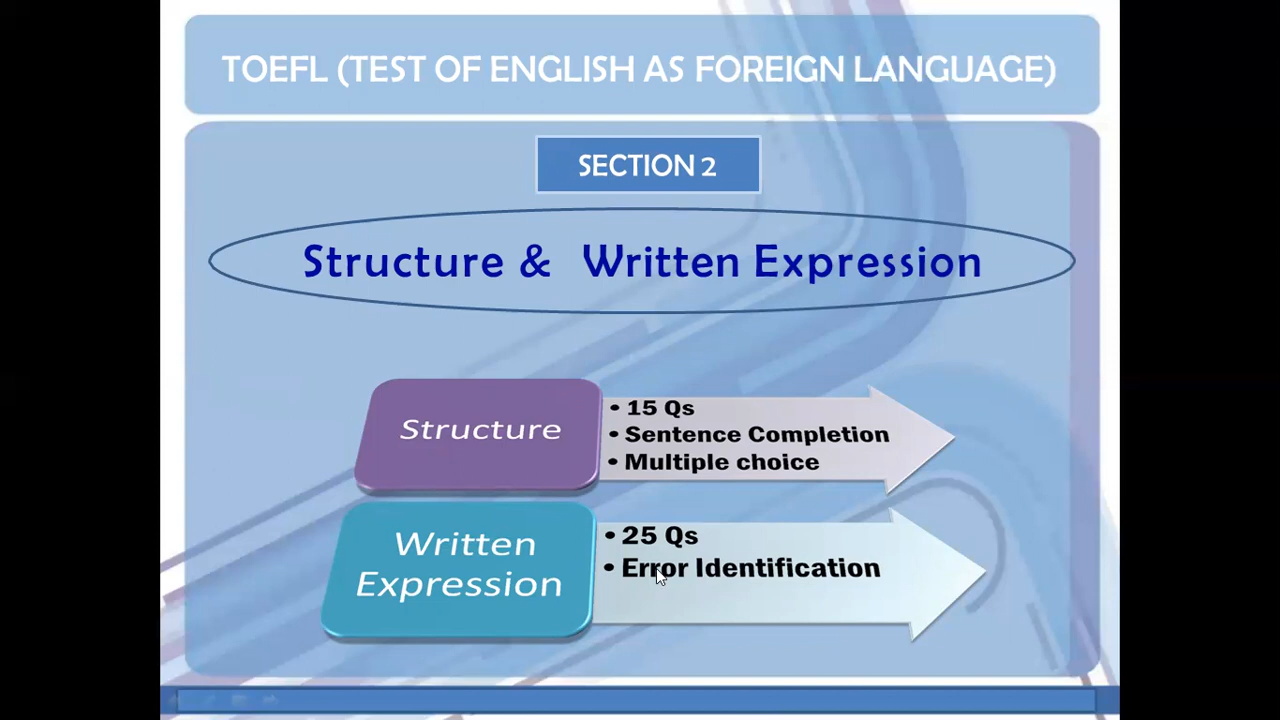 TOEFL (TEST OF ENGLISH AS FOREIGN LANGUAGE)
SECTION 2
Structure & Written Expression
Structure
• 15 Qs
• Sentence Completion
• Multiple choice
Written
Expression
• 25 Qs
• Error Identification